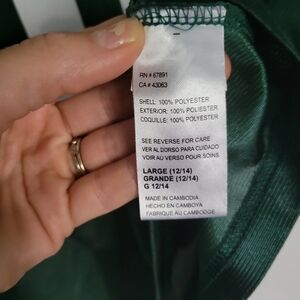 RN # 67891
CA # 43063
SHELL: 100% POLYESTER
EXTERIOR: 100% POLIESTER
COQUILLE: 100% POLYESTER
SEE REVERSE FOR CARE
VER AL DORSO PARA CUIDADO
VOIR AU VERSO POUR SOINS
LARGE (12/14)
GRANDE (12/14)
G 12/14
MADE IN CAMBODIA
HECHO EN CAMBOYA
FABRIQUE AU CAMBODGE